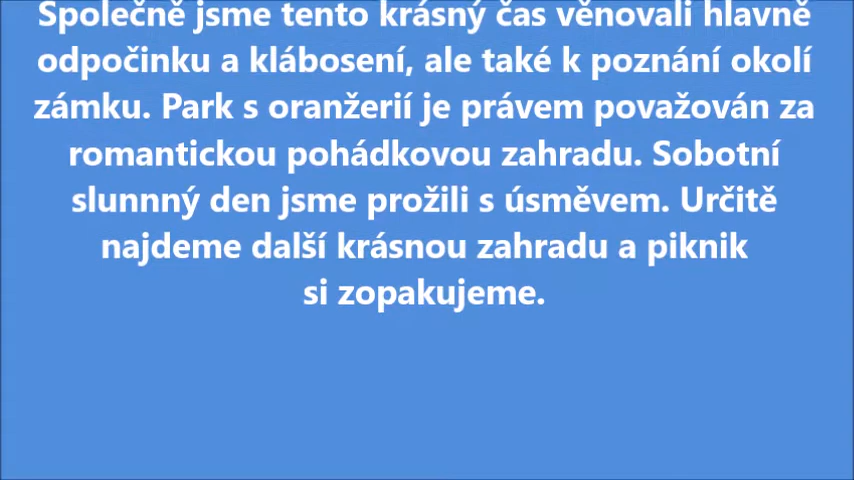 Společně jsme tento krásný čas věnovali hlavně
odpočinku a klábosení, ale také k poznání okolí
zámku. Park s oranžerií je právem považován za
romantickou pohádkovou zahradu. Sobotní
slunnný den jsme prožili s úsměvem. Určitě
najdeme další krásnou zahradu a piknik
si zopakujeme.